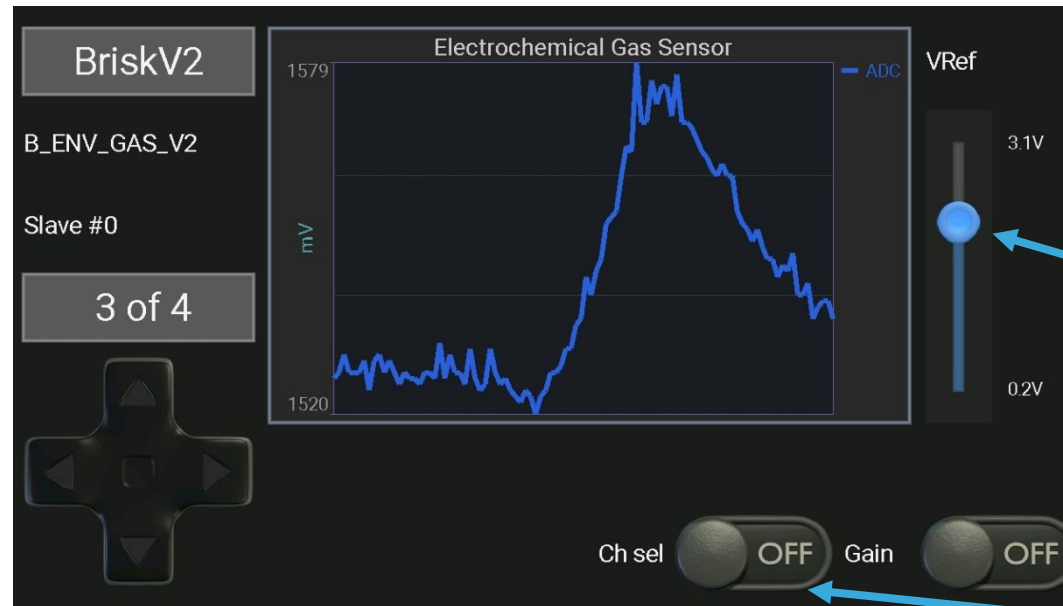 BriskV2
B_ENV_GAS_V2
Slave #0
3 of 4
Electrochemical Gas Sensor
1579
mV
1520
ADC
VRef
3.1V
0.2V
Ch sel
OFF
Gain
OFF